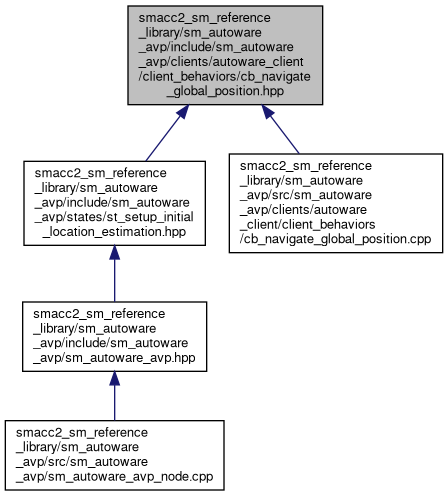 smacc2_sm_reference
_library/sm_autoware
_avp/include/sm_autoware
_avp/clients/autoware_client
/client_behaviors/cb_navigate
_global_position.hpp
smacc2_sm_reference
_library/sm_autoware
_avp/include/sm_autoware
_avp/states/st_setup_initial
_location_estimation.hpp
smacc2_sm_reference
_library/sm_autoware
_avp/src/sm_autoware
_avp/clients/autoware
_client/client_behaviors
/cb_navigate_global_position.cpp
smacc2_sm_reference
_library/sm_autoware
_avp/include/sm_autoware
_avp/sm_autoware_avp.hpp
smacc2_sm_reference
_library/sm_autoware
_avp/src/sm_autoware
_avp/sm_autoware_avp_node.cpp